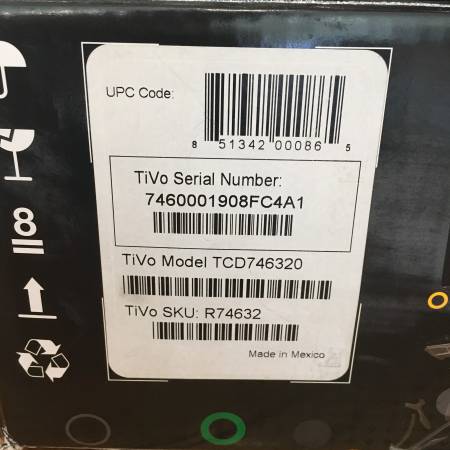 UPC Code:
8 51342 00086 5
TiVo Serial Number:
7460001908FC4A1
TiVo Model TCD746320
TiVo SKU: R74632
Made in Mexico
8